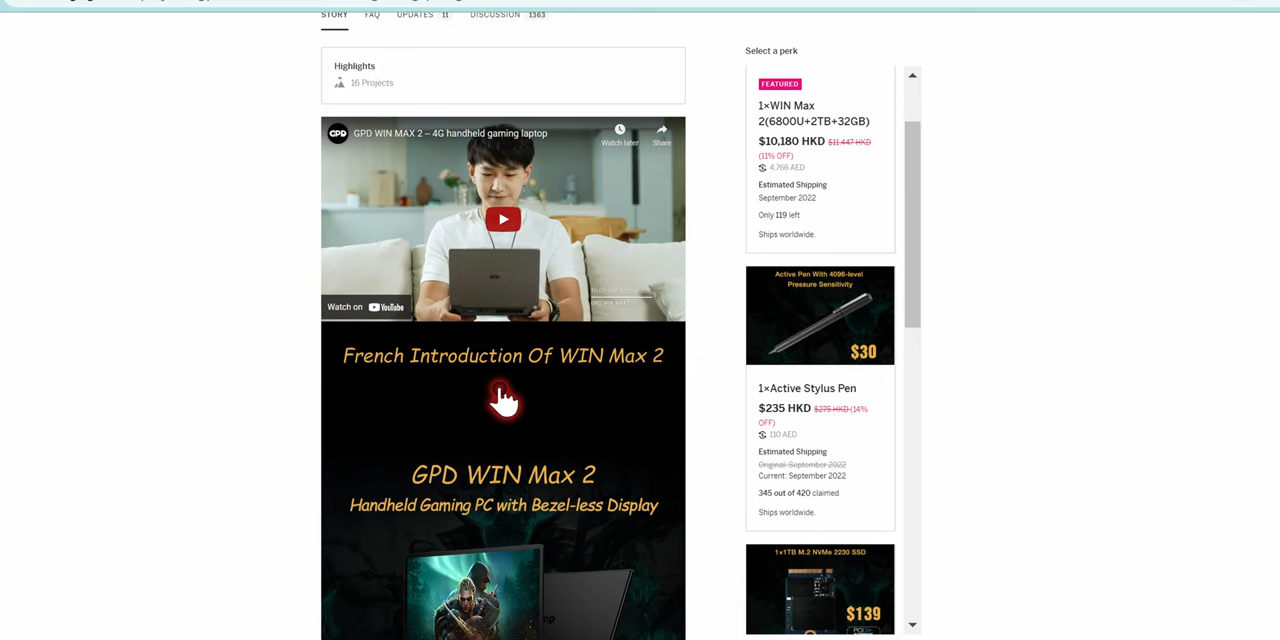 STORY FAQ UPDATES 11 DISCUSSION 1363
Highlights
16 Projects
GPD GPD WIN MAX 2 – 4G handheld gaming laptop
Watch later Share
Watch on YouTube
French Introduction Of WIN Max 2
GPD WIN Max 2
Handheld Gaming PC with Bezel-less Display
Select a perk
FEATURED
1×WIN Max
2(6800U+2TB+32GB)
$10,180 HKD $11,447 HKD
(11% OFF)
4,766 AED
Estimated Shipping
September 2022
Only 119 left
Ships worldwide.
Active Pen With 4096-level
Pressure Sensitivity
$30
1×Active Stylus Pen
$235 HKD $275 HKD (14%
OFF)
110 AED
Estimated Shipping
Original: September 2022
Current: September 2022
345 out of 420 claimed
Ships worldwide.
1×1TB M.2 NVMe 2230 SSD
$139